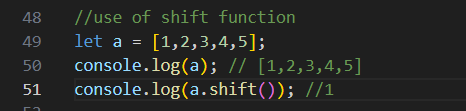 48 //use of shift function
49 let a = [1,2,3,4,5];
50 console.log(a); // [1,2,3,4,5]
51 console.log(a.shift()); //1